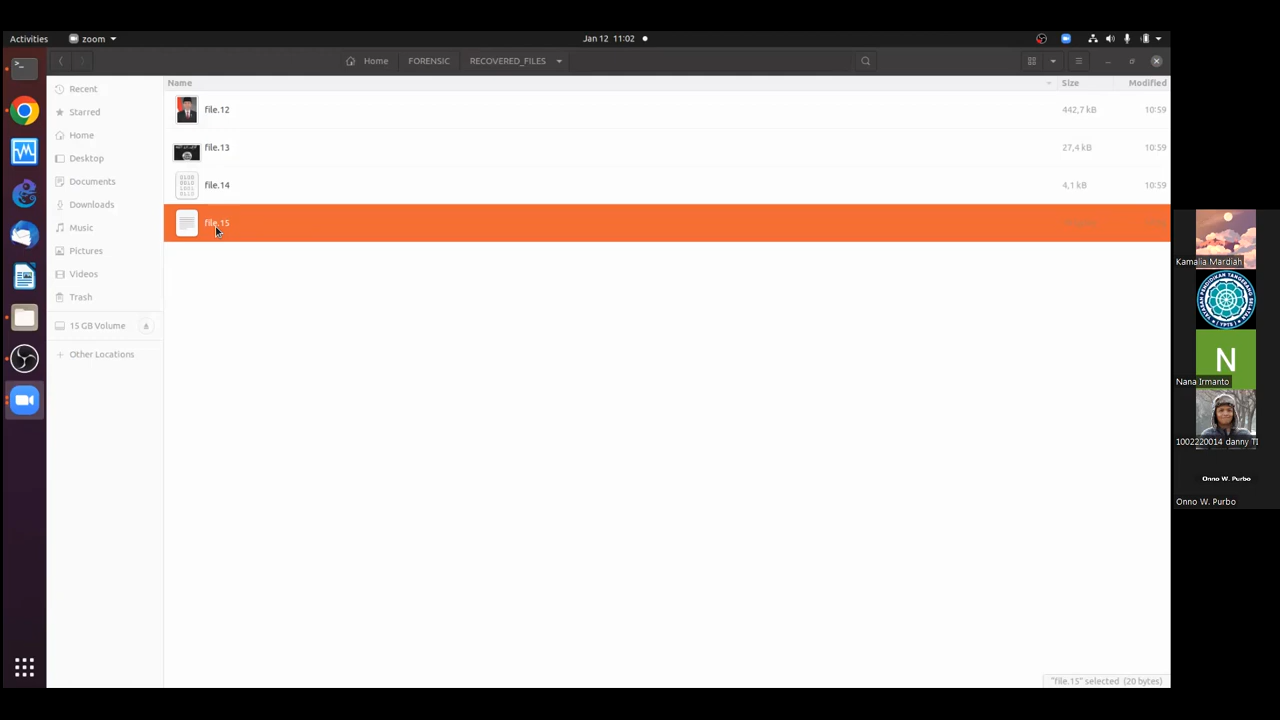 Activities
zoom
Jan 12 11:02
Home
FORENSIC
RECOVERED_FILES
Recent
Starred
Home
Desktop
Documents
Downloads
Music
Pictures
Videos
Trash
15 GB Volume
Other Locations
Name
Size
Modified
file.12
442,7 kB
10:59
file.13
27,4 kB
10:59
file.14
4,1 kB
10:59
file.15
"file.15" selected (20 bytes)
Kamalia Mardiah
N
Nana Irmanto
1002220014 danny TI
Onno W. Purbo
Onno W. Purbo